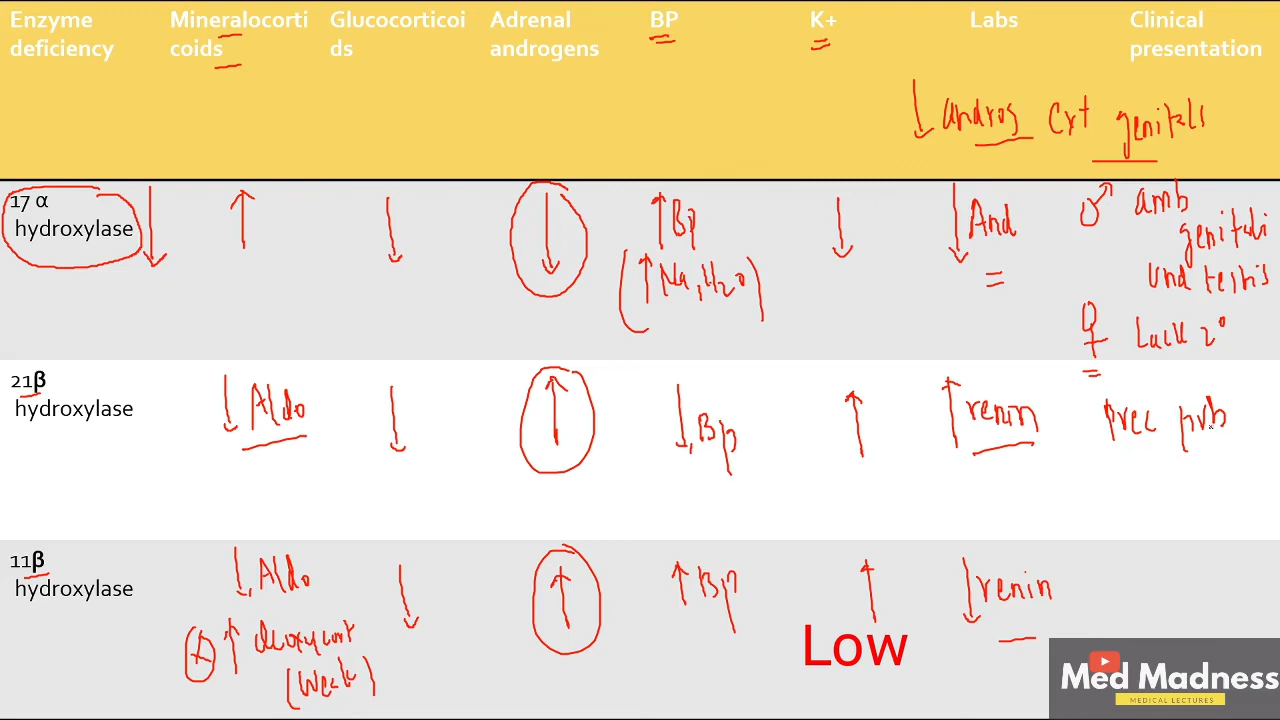 Enzyme deficiency
Mineralocorticoids
Glucocorticoids
Adrenal androgens
BP
K+
Labs
Clinical presentation
↓ andros Ext genitals
17 α hydroxylase
↓
↑
↓
↓
↑ Bp
(↑ Na, H2O)
↓
↓ And
♂ amb
genitali
und testis
♀ Lack 2°
21β hydroxylase
↓ Aldo
↓
↑
↓ Bp
↑
↑ renin
prec pub
11β hydroxylase
↓ Aldo
↑ deoxycort
(weak)
↓
↑
↑ Bp
↑
Low
↓ renin
Med Madness
MEDICAL LECTURES